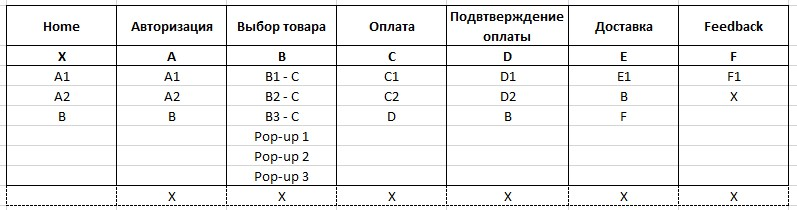 Home Авторизация Выбор товара Оплата Подвтверждение оплаты Доставка Feedback
X A B C D E F
A1 A1 B1 - C C1 D1 E1 F1
A2 A2 B2 - C C2 D2 B X
B B B3 - C D B F
Pop-up 1
Pop-up 2
Pop-up 3
X X X X X X